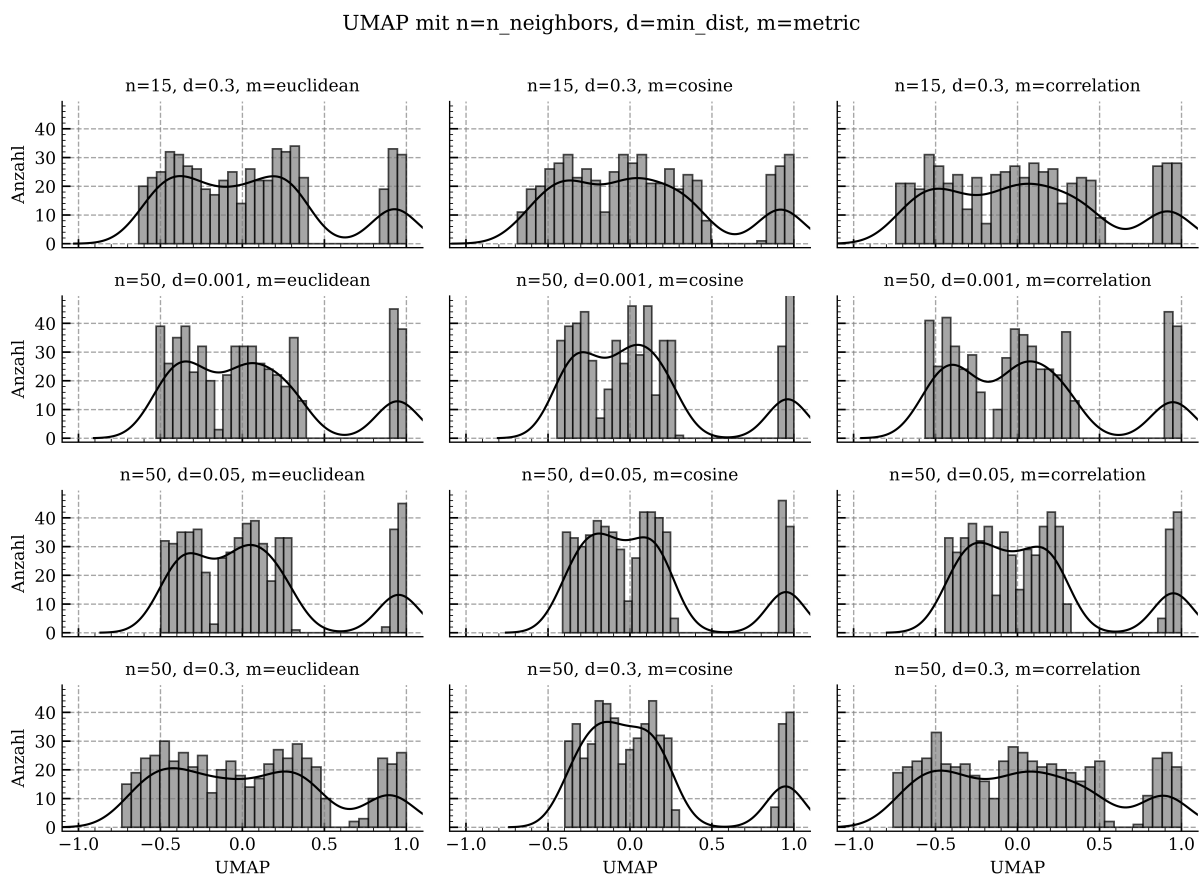 UMAP mit n=n_neighbors, d=min_dist, m=metric
n=15, d=0.3, m=euclidean
n=15, d=0.3, m=cosine
n=15, d=0.3, m=correlation
Anzahl
40
30
20
10
0
n=50, d=0.001, m=euclidean
n=50, d=0.001, m=cosine
n=50, d=0.001, m=correlation
Anzahl
40
30
20
10
0
n=50, d=0.05, m=euclidean
n=50, d=0.05, m=cosine
n=50, d=0.05, m=correlation
Anzahl
40
30
20
10
0
n=50, d=0.3, m=euclidean
n=50, d=0.3, m=cosine
n=50, d=0.3, m=correlation
Anzahl
40
30
20
10
0
−1.0 −0.5 0.0 0.5 1.0
−1.0 −0.5 0.0 0.5 1.0
−1.0 −0.5 0.0 0.5 1.0
UMAP
UMAP
UMAP